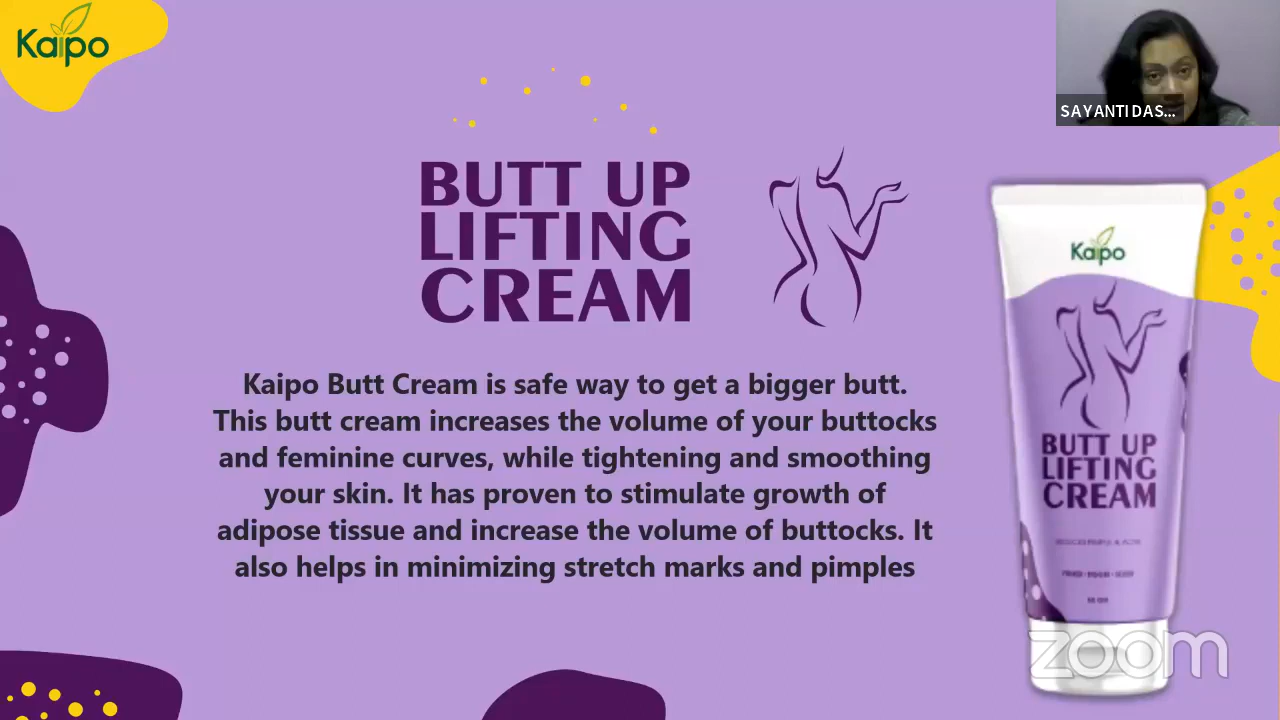 Kaipo
SAYANTI DAS...
BUTT UP
LIFTING
CREAM
Kaipo Butt Cream is safe way to get a bigger butt.
This butt cream increases the volume of your buttocks
and feminine curves, while tightening and smoothing
your skin. It has proven to stimulate growth of
adipose tissue and increase the volume of buttocks. It
also helps in minimizing stretch marks and pimples
Kaipo
BUTT UP
LIFTING
CREAM
zoom